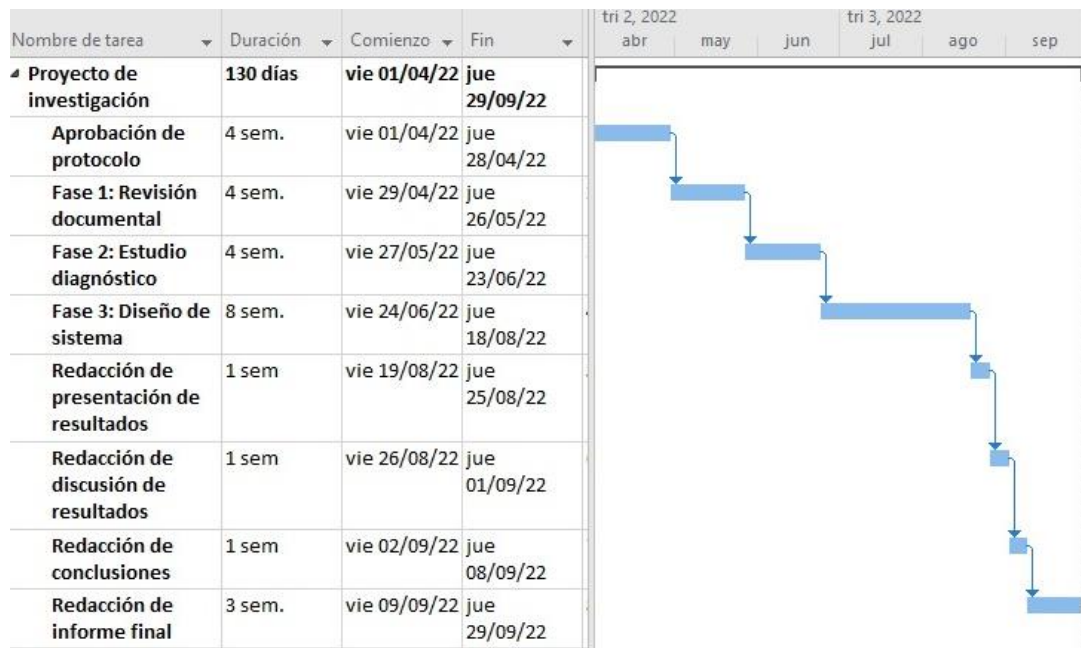 tri 2, 2022 tri 3, 2022
Nombre de tarea Duración Comienzo Fin abr may jun jul ago sep
Proyecto de 130 días vie 01/04/22 jue
investigación 29/09/22
Aprobación de 4 sem. vie 01/04/22 jue
protocolo 28/04/22
Fase 1: Revisión 4 sem. vie 29/04/22 jue
documental 26/05/22
Fase 2: Estudio 4 sem. vie 27/05/22 jue
diagnóstico 23/06/22
Fase 3: Diseño de 8 sem. vie 24/06/22 jue
sistema 18/08/22
Redacción de 1 sem vie 19/08/22 jue
presentación de 25/08/22
resultados
Redacción de 1 sem vie 26/08/22 jue
discusión de 01/09/22
resultados
Redacción de 1 sem vie 02/09/22 jue
conclusiones 08/09/22
Redacción de 3 sem. vie 09/09/22 jue
informe final 29/09/22